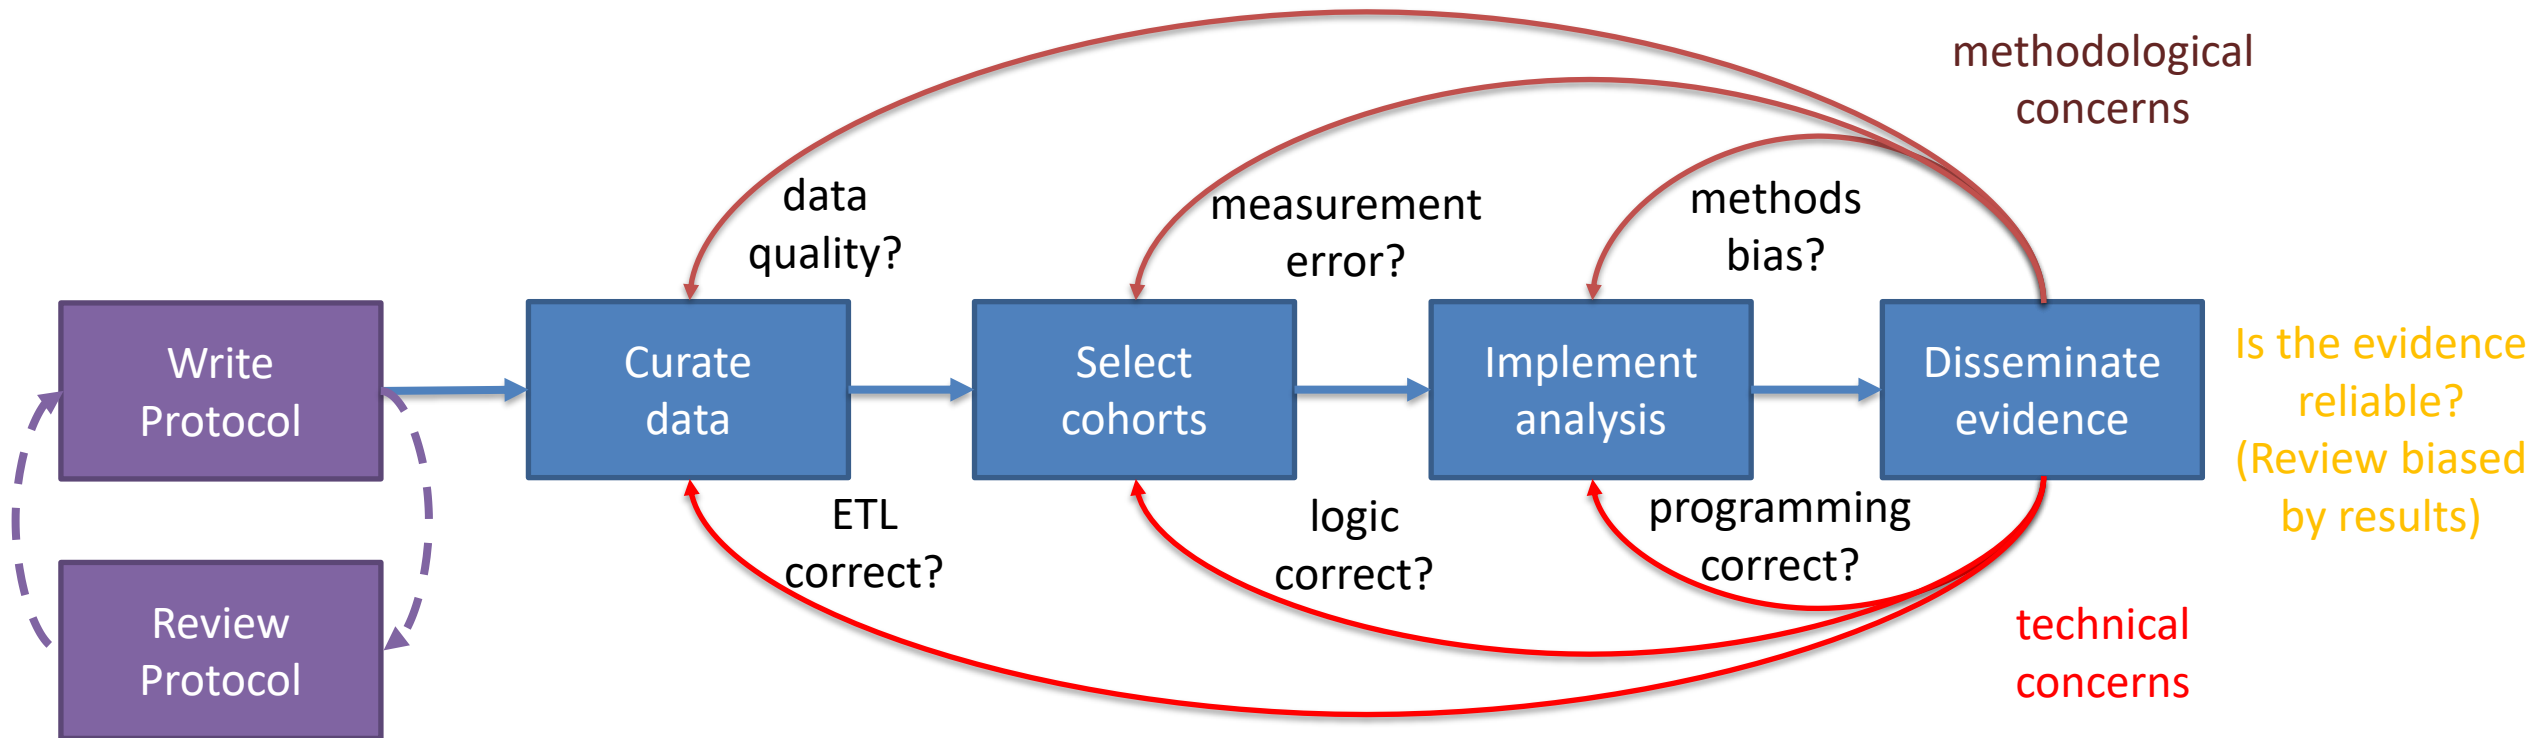 methodological
concerns
data
quality?
measurement
error?
methods
bias?
Write
Protocol
Curate
data
Select
cohorts
Implement
analysis
Disseminate
evidence
Is the evidence
reliable?
(Review biased
by results)
ETL
correct?
logic
correct?
programming
correct?
Review
Protocol
technical
concerns